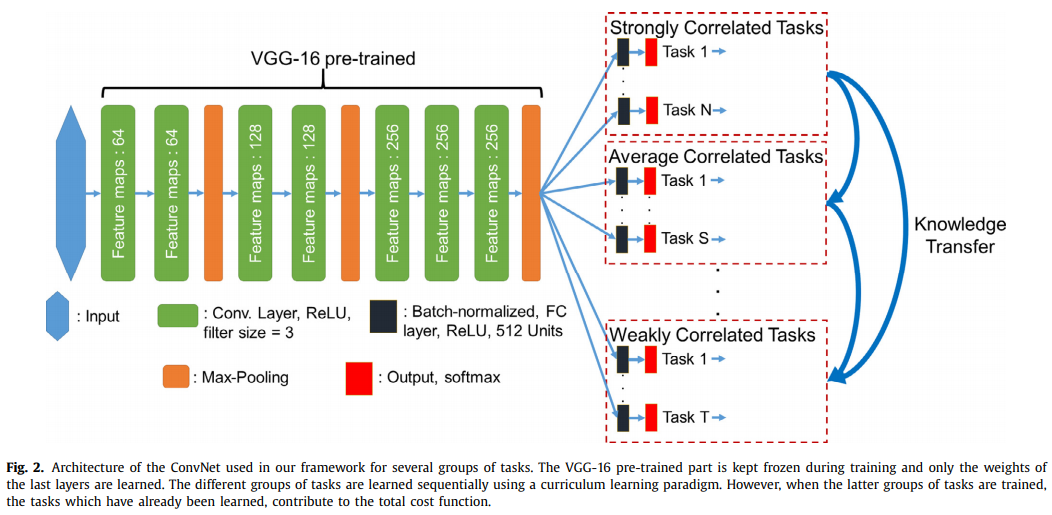 VGG-16 pre-trained
Feature maps : 64
Feature maps : 64
Feature maps : 128
Feature maps : 128
Feature maps : 256
Feature maps : 256
Feature maps : 256
Strongly Correlated Tasks
Task 1
Task N
Average Correlated Tasks
Task 1
Task S
Weakly Correlated Tasks
Task 1
Task T
Knowledge
Transfer
: Input
: Conv. Layer, ReLU,
filter size = 3
: Batch-normalized, FC
layer, ReLU, 512 Units
: Max-Pooling
: Output, softmax
Fig. 2. Architecture of the ConvNet used in our framework for several groups of tasks. The VGG-16 pre-trained part is kept frozen during training and only the weights of
the last layers are learned. The different groups of tasks are learned sequentially using a curriculum learning paradigm. However, when the latter groups of tasks are trained,
the tasks which have already been learned, contribute to the total cost function.